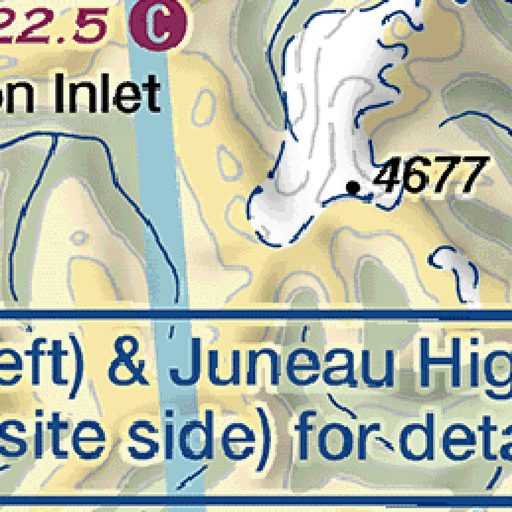 22.5 C
on Inlet
4677
eft) & Juneau Hig
site side) for deta